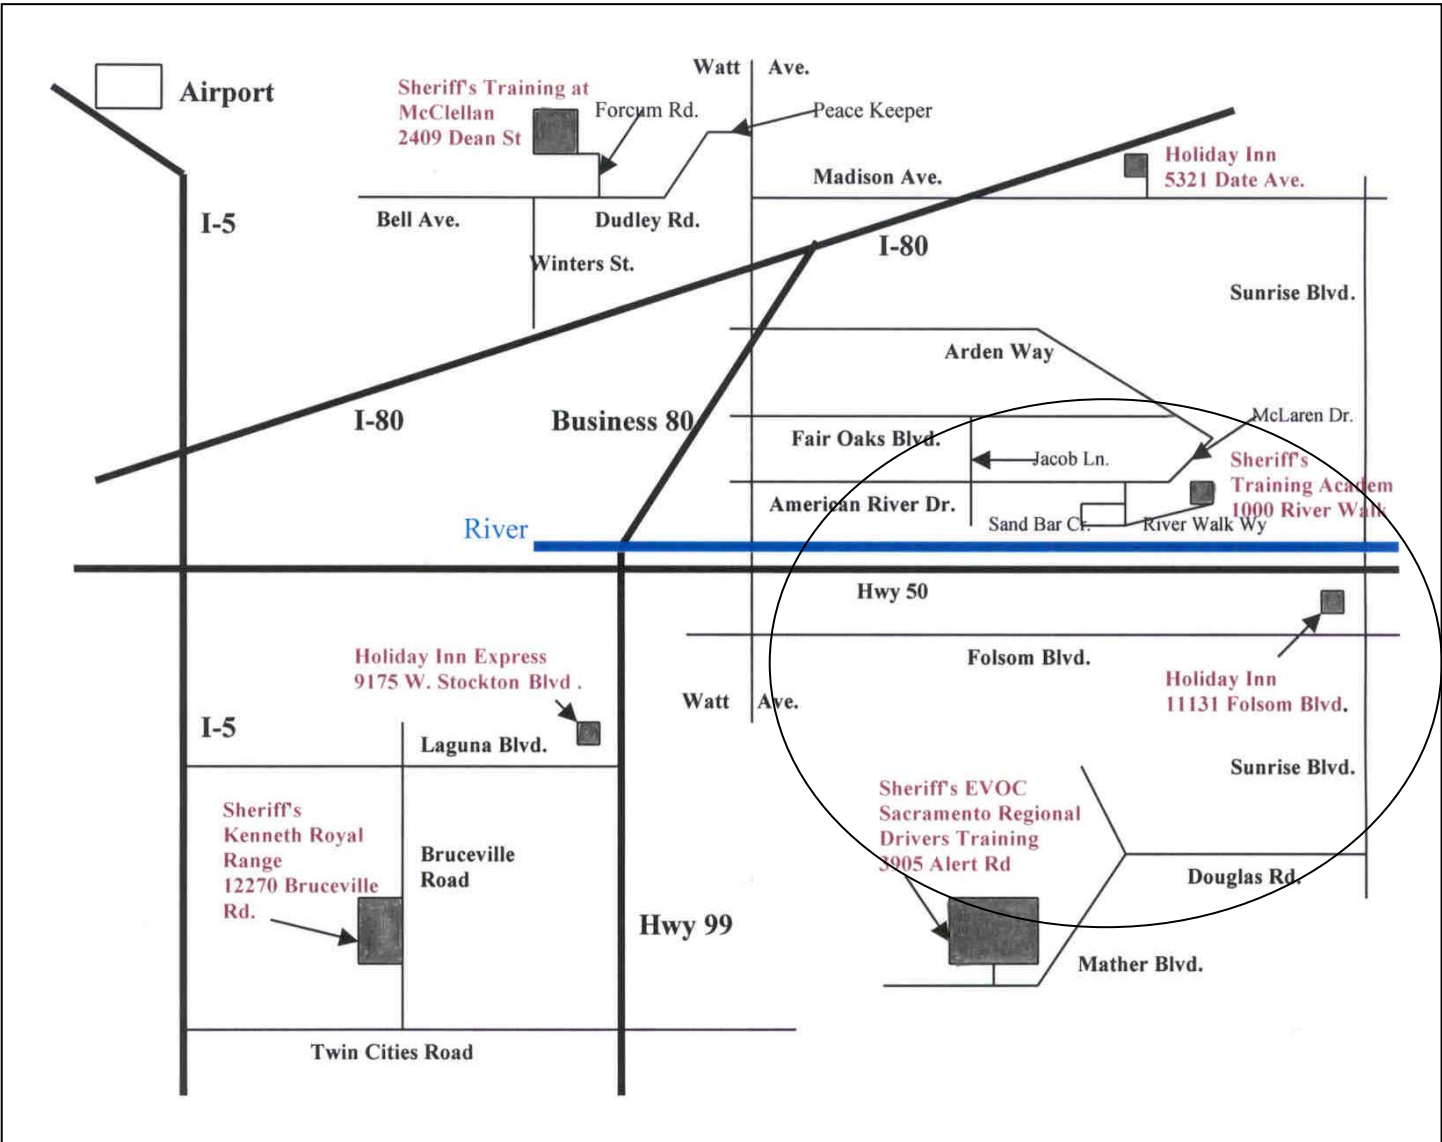 Watt Ave.
Airport
Sheriff's Training at
McClellan
2409 Dean St
Forcum Rd.
Peace Keeper
Holiday Inn
5321 Date Ave.
Madison Ave.
I-5
Bell Ave.
Dudley Rd.
I-80
Winters St.
Sunrise Blvd.
Arden Way
I-80
Business 80
McLaren Dr.
Fair Oaks Blvd.
Jacob Ln.
Sheriff's
Training Academ
1000 River Walk
American River Dr.
Sand Bar Cr.
River Walk Wy
River
Hwy 50
Holiday Inn Express
9175 W. Stockton Blvd .
Folsom Blvd.
Holiday Inn
11131 Folsom Blvd.
Watt Ave.
I-5
Laguna Blvd.
Sunrise Blvd.
Sheriff's EVOC
Sacramento Regional
Drivers Training
3905 Alert Rd
Sheriff's
Kenneth Royal
Range
12270 Bruceville
Rd.
Bruceville
Road
Douglas Rd.
Hwy 99
Mather Blvd.
Twin Cities Road